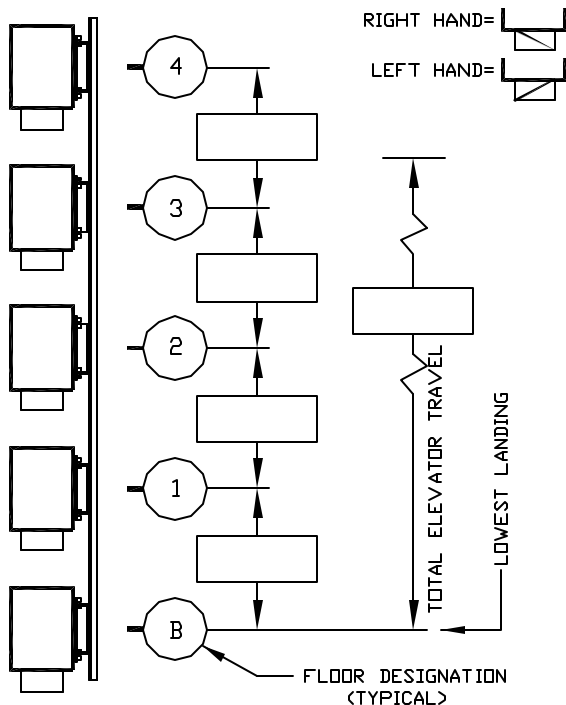 RIGHT HAND=
LEFT HAND=
4
3
2
1
B
TOTAL ELEVATOR TRAVEL
LOWEST LANDING
FLOOR DESIGNATION
(TYPICAL)